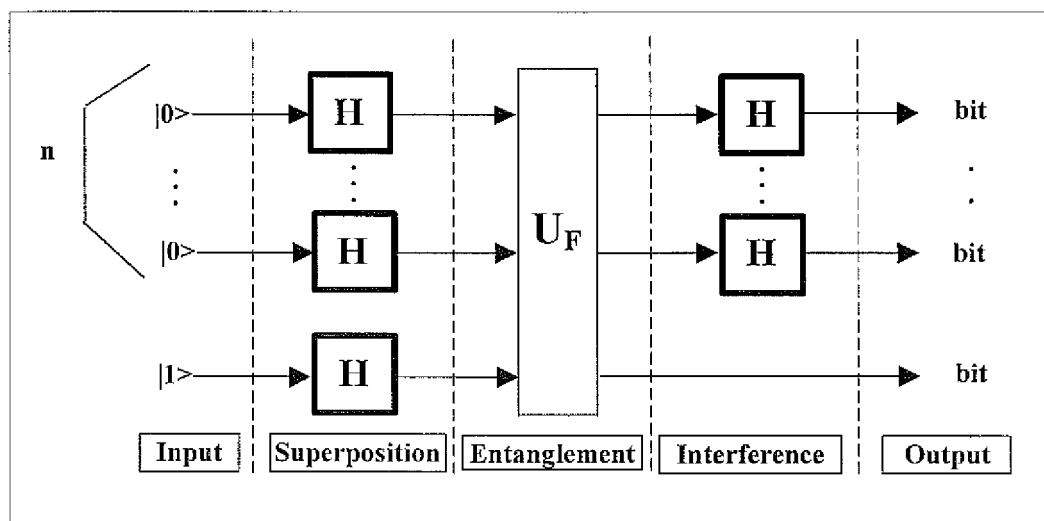 |0> H H bit
n
U_F
|0> H H bit
|1> H bit
Input Superposition Entanglement Interference Output